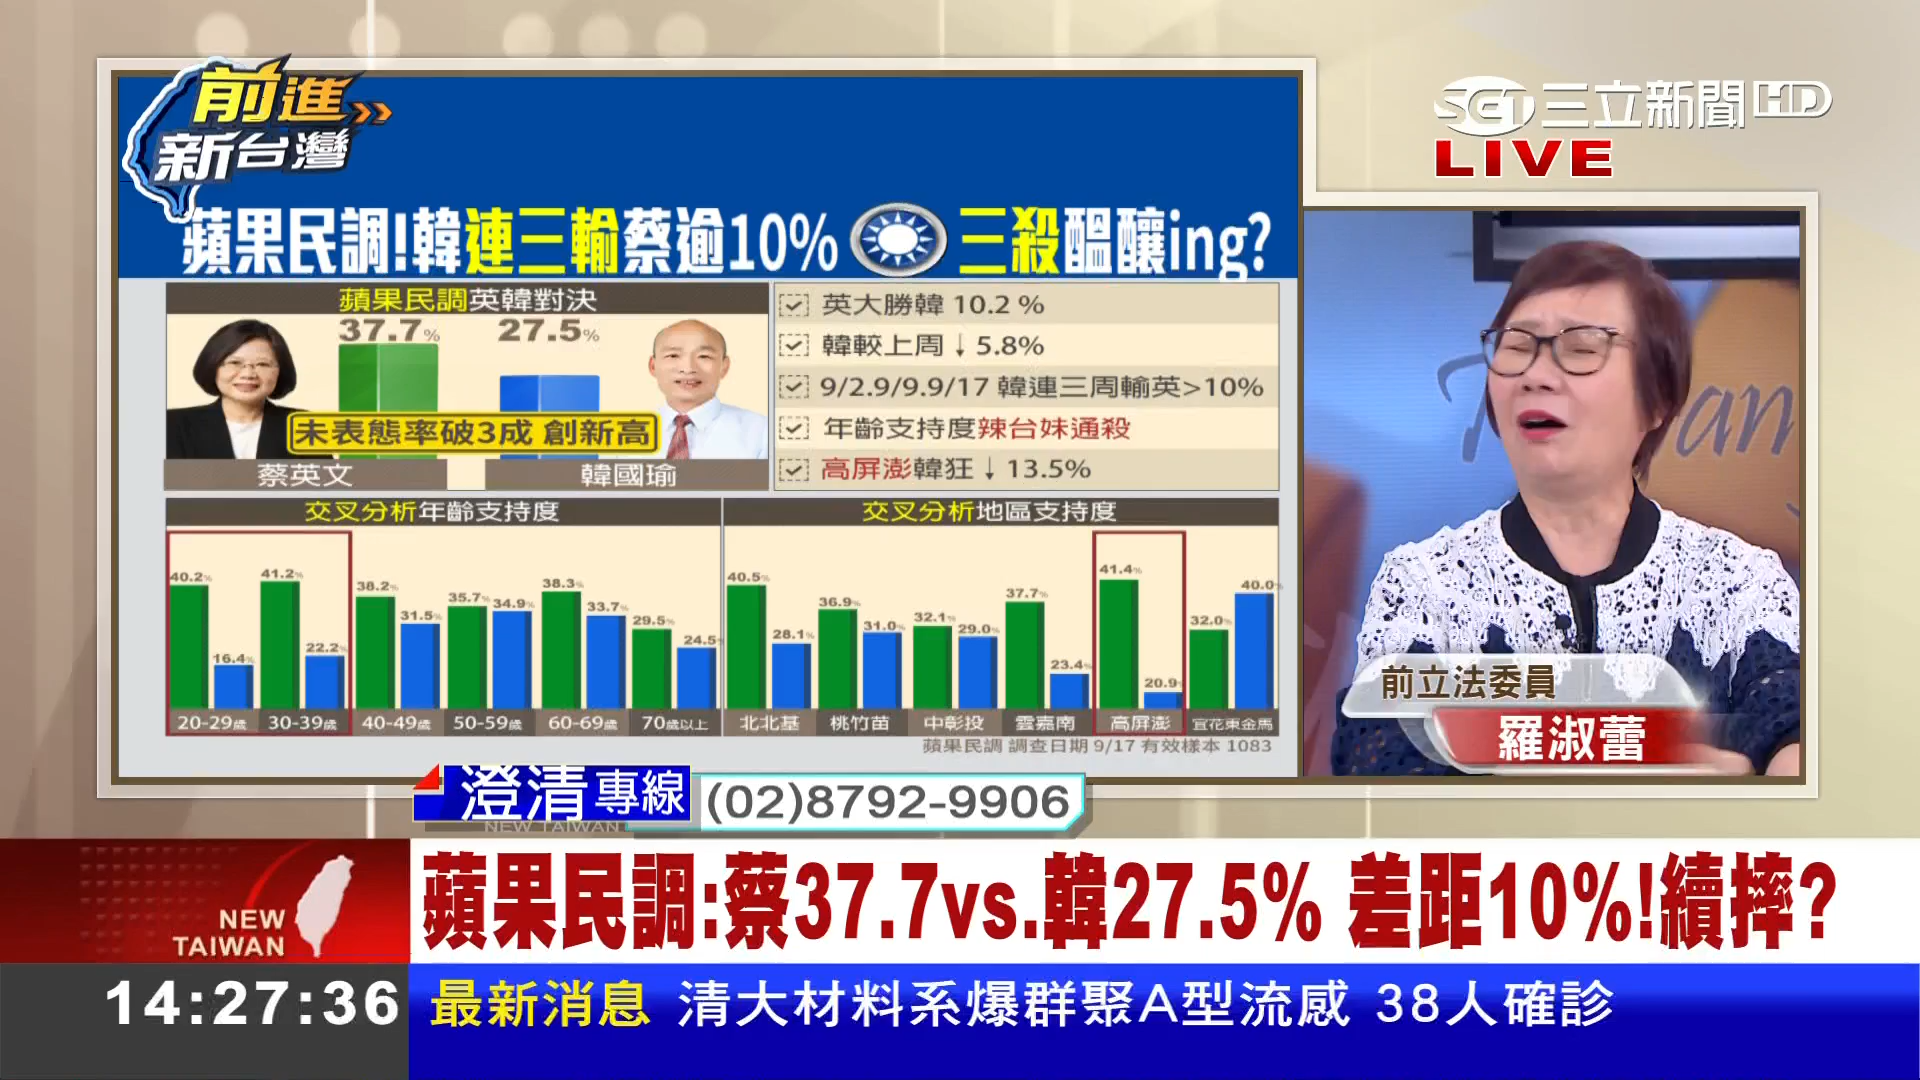 前進
新台灣
SET三立新聞HD
LIVE
蘋果民調!韓連三輸蔡逾10% 三殺醞釀ing?
蘋果民調英韓對決
37.7% 27.5%
未表態率破3成 創新高
蔡英文 韓國瑜
英大勝韓 10.2 %
韓較上周↓5.8%
9/2.9/9.9/17 韓連三周輸英>10%
年齡支持度辣台妹通殺
高屏澎韓狂↓13.5%
交叉分析年齡支持度
40.2% 16.4% 41.2% 22.2% 38.2% 31.5% 35.7% 34.9% 38.3% 33.7% 29.5% 24.5%
20-29歲 30-39歲 40-49歲 50-59歲 60-69歲 70歲以上
交叉分析地區支持度
40.5% 28.1% 36.9% 31.0% 32.1% 29.0% 37.7% 23.4% 41.4% 20.9% 32.0% 40.0%
北北基 桃竹苗 中彰投 雲嘉南 高屏澎 宜花東金馬
蘋果民調 調查日期 9/17 有效樣本 1083
Taiwan
前立法委員
羅淑蕾
澄清專線 (02)8792-9906
NEW TAIWAN
蘋果民調:蔡37.7vs.韓27.5% 差距10%!續摔?
NEW
TAIWAN
14:27:36
最新消息 清大材料系爆群聚A型流感 38人確診